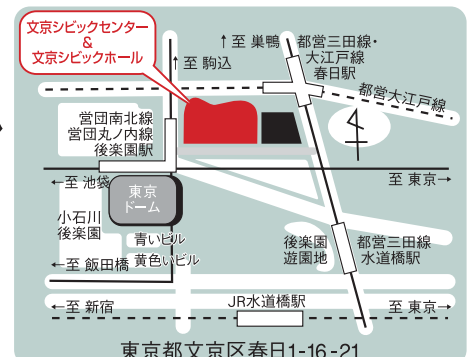 文京シビックセンター
&
文京シビックホール
↑至 巣鴨
↑至 駒込
都営三田線・
大江戸線
春日駅
都営大江戸線
営団南北線
営団丸ノ内線
後楽園駅
←至 池袋
至 東京→
東京
ドーム
小石川
後楽園
青いビル
黄色いビル
←至 飯田橋
後楽園
遊園地
都営三田線
水道橋駅
←至 新宿
JR水道橋駅
至 東京→
東京都文京区春日1-16-21